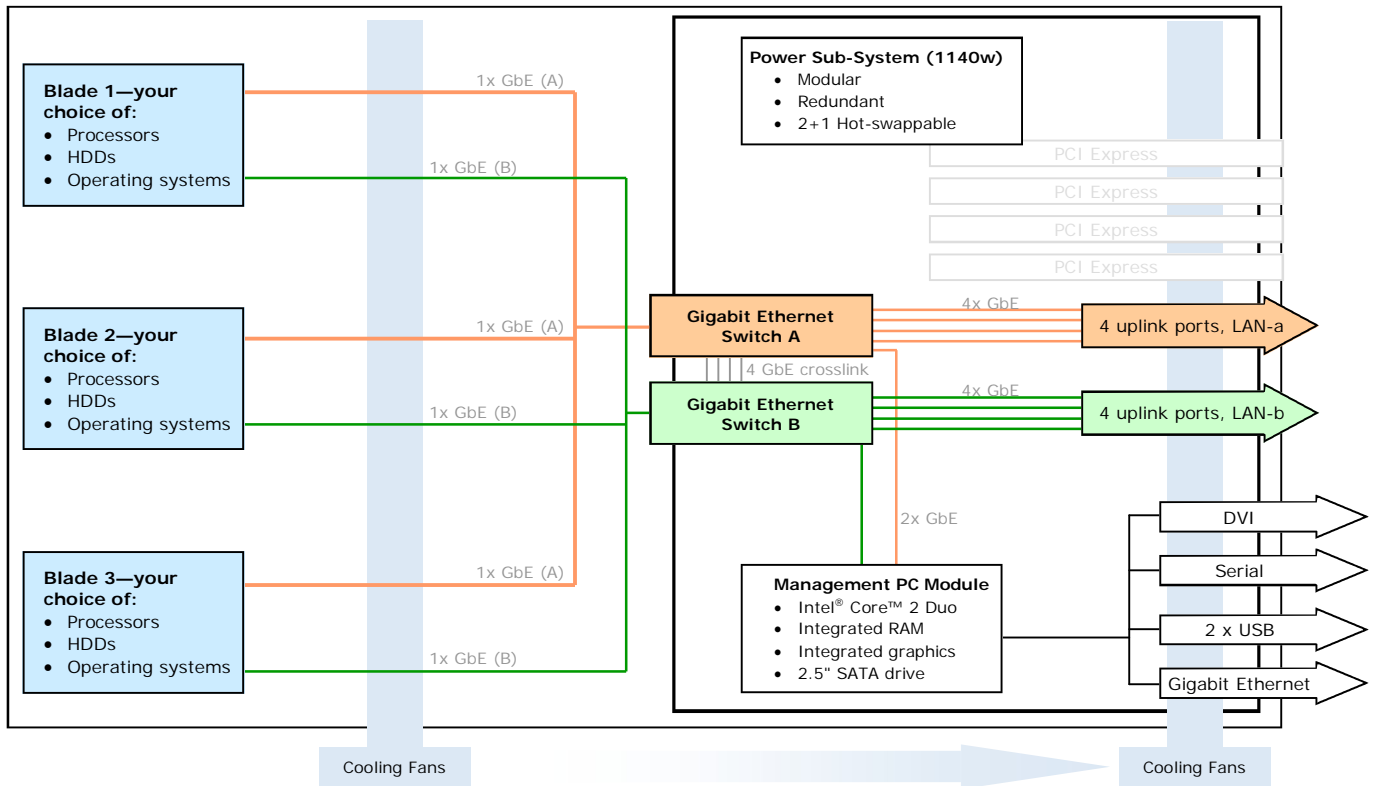 Power Sub-System (1140w)
• Modular
• Redundant
• 2+1 Hot-swappable
PCI Express
PCI Express
PCI Express
PCI Express
Blade 1—your
choice of:
• Processors
• HDDs
• Operating systems
1x GbE (A)
1x GbE (B)
Blade 2—your
choice of:
• Processors
• HDDs
• Operating systems
1x GbE (A)
1x GbE (B)
Blade 3—your
choice of:
• Processors
• HDDs
• Operating systems
1x GbE (A)
1x GbE (B)
Gigabit Ethernet
Switch A
4x GbE
4 uplink ports, LAN-a
4 GbE crosslink
Gigabit Ethernet
Switch B
4x GbE
4 uplink ports, LAN-b
2x GbE
Management PC Module
• Intel® Core™ 2 Duo
• Integrated RAM
• Integrated graphics
• 2.5" SATA drive
DVI
Serial
2 x USB
Gigabit Ethernet
Cooling Fans
Cooling Fans